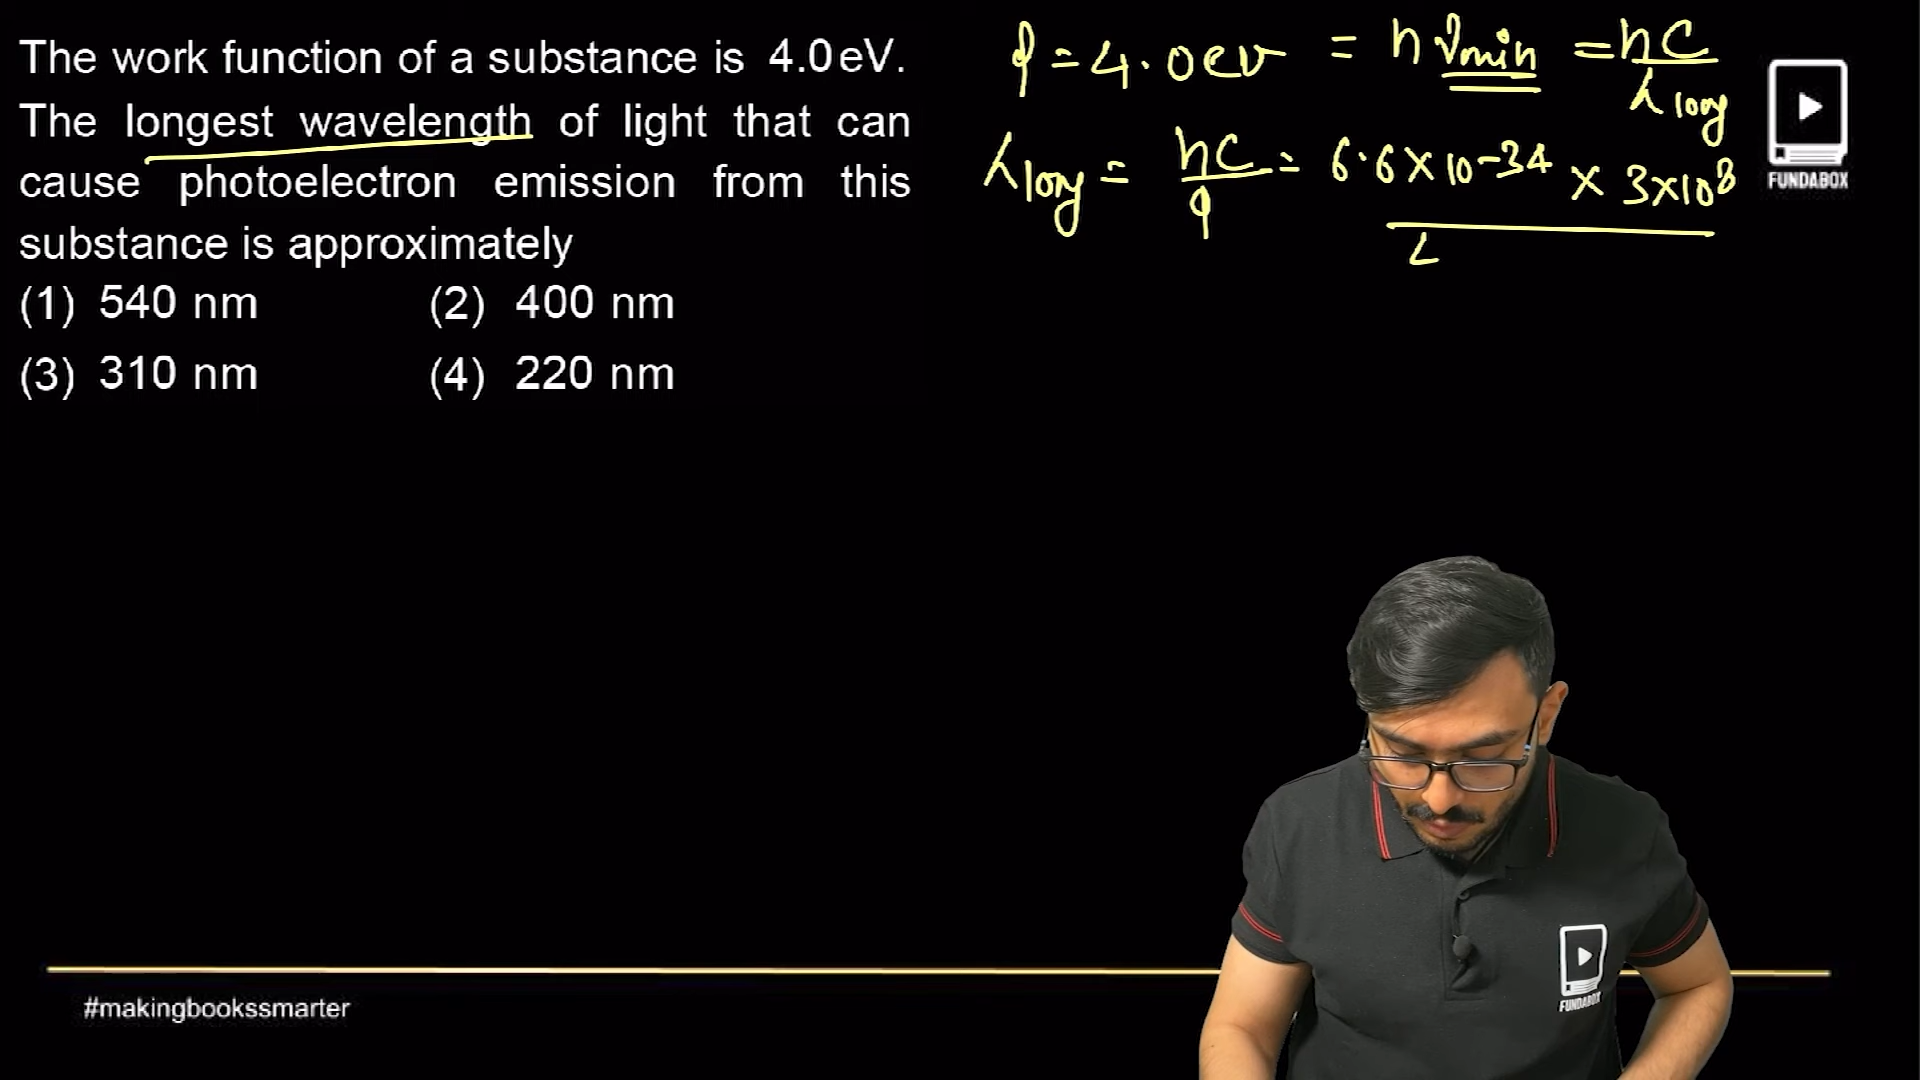 The work function of a substance is 4.0 eV.
The longest wavelength of light that can
cause photoelectron emission from this
substance is approximately
(1) 540 nm (2) 400 nm
(3) 310 nm (4) 220 nm
φ = 4.0 eV = hνmin = hc/λlong
λlong = hc/φ = 6.6×10-34 × 3×108
FUNDABOX
FUNDABOX
#makingbookssmarter